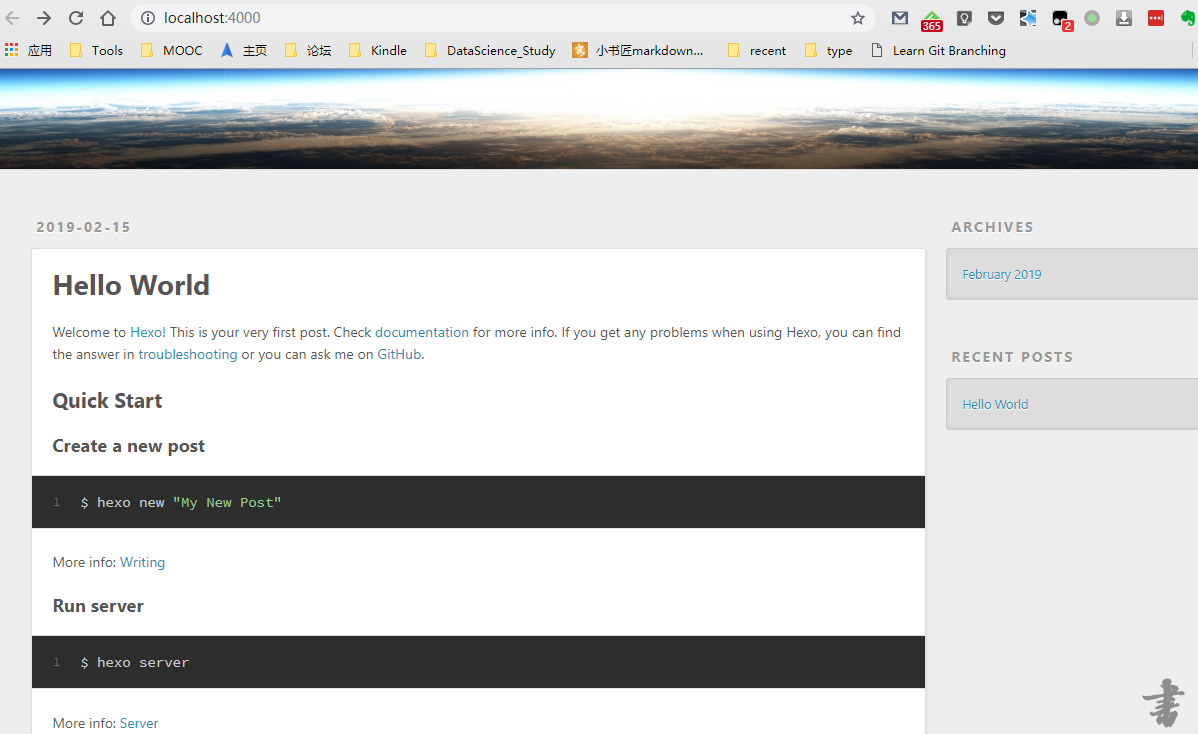 localhost:4000
365
2
应用 Tools MOOC 主页 论坛 Kindle DataScience_Study 小书匠markdown... recent type Learn Git Branching
2019-02-15
Hello World
Welcome to Hexo! This is your very first post. Check documentation for more info. If you get any problems when using Hexo, you can find
the answer in troubleshooting or you can ask me on GitHub.
Quick Start
Create a new post
1 $ hexo new "My New Post"
More info: Writing
Run server
1 $ hexo server
More info: Server
ARCHIVES
February 2019
RECENT POSTS
Hello World
書